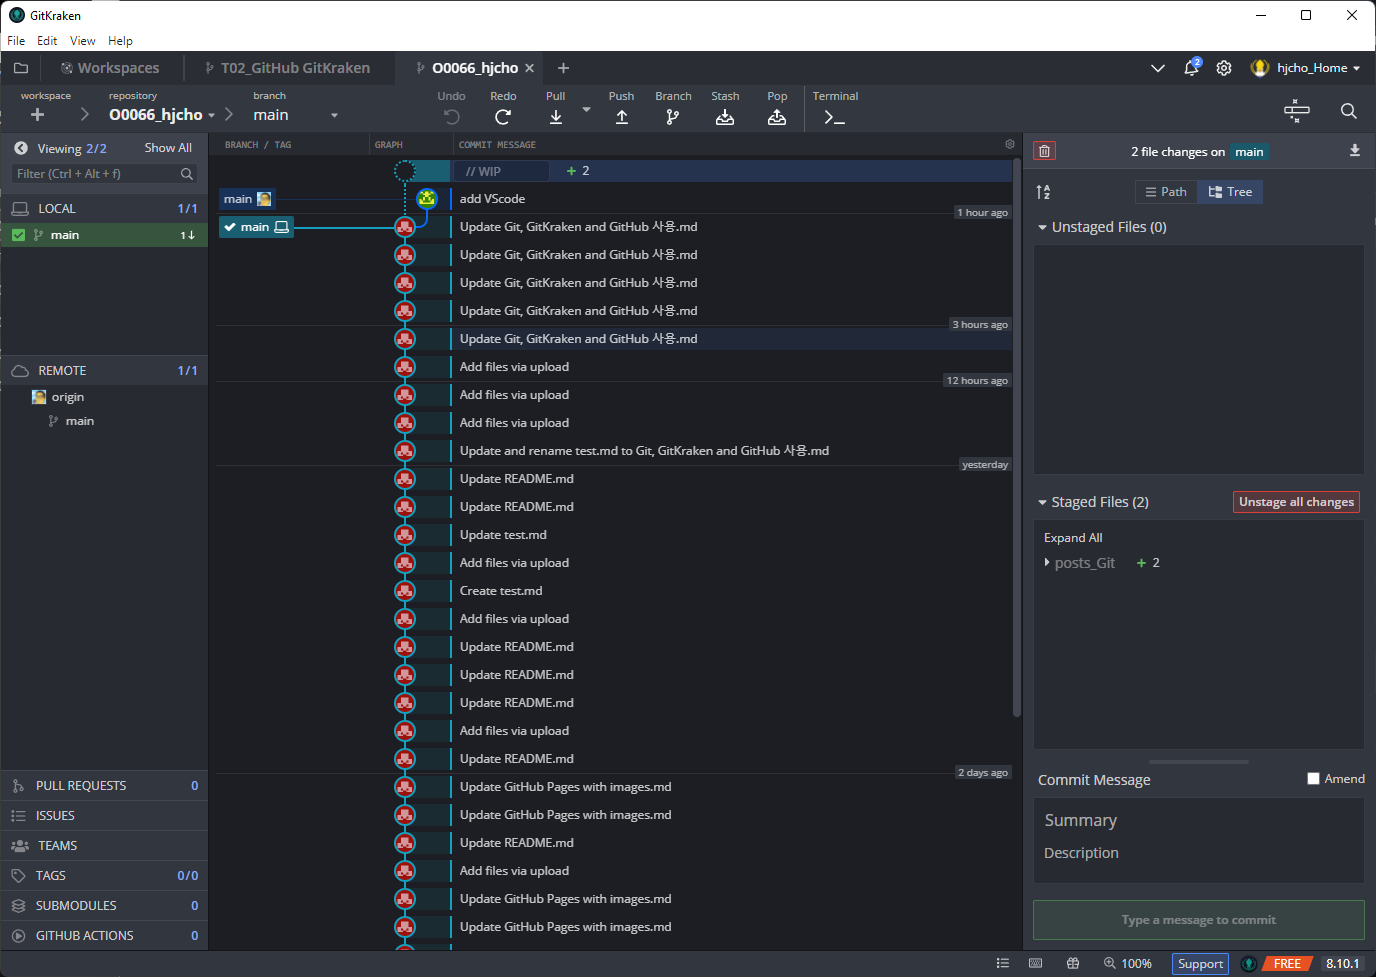 GitKraken
File Edit View Help
Workspaces
T02_GitHub GitKraken
O0066_hjcho
2
hjcho_Home
workspace
repository
O0066_hjcho
branch
main
Undo
Redo
Pull
Push
Branch
Stash
Pop
Terminal
Viewing 2/2
Show All
Filter (Ctrl + Alt + f)
LOCAL 1/1
main 1↓
REMOTE 1/1
origin
main
PULL REQUESTS 0
ISSUES
TEAMS
TAGS 0/0
SUBMODULES 0
GITHUB ACTIONS 0
BRANCH / TAG GRAPH COMMIT MESSAGE
// WIP + 2
main add VScode
1 hour ago
main Update Git, GitKraken and GitHub 사용.md
Update Git, GitKraken and GitHub 사용.md
Update Git, GitKraken and GitHub 사용.md
Update Git, GitKraken and GitHub 사용.md
3 hours ago
Update Git, GitKraken and GitHub 사용.md
Add files via upload
12 hours ago
Add files via upload
Add files via upload
Update and rename test.md to Git, GitKraken and GitHub 사용.md
yesterday
Update README.md
Update README.md
Update test.md
Add files via upload
Create test.md
Add files via upload
Update README.md
Update README.md
Update README.md
Add files via upload
Update README.md
2 days ago
Update GitHub Pages with images.md
Update GitHub Pages with images.md
Update README.md
Add files via upload
Update GitHub Pages with images.md
Update GitHub Pages with images.md
2 file changes on main
Path
Tree
Unstaged Files (0)
Staged Files (2)
Unstage all changes
Expand All
posts_Git + 2
Commit Message
Amend
Summary
Description
Type a message to commit
100%
Support
FREE
8.10.1